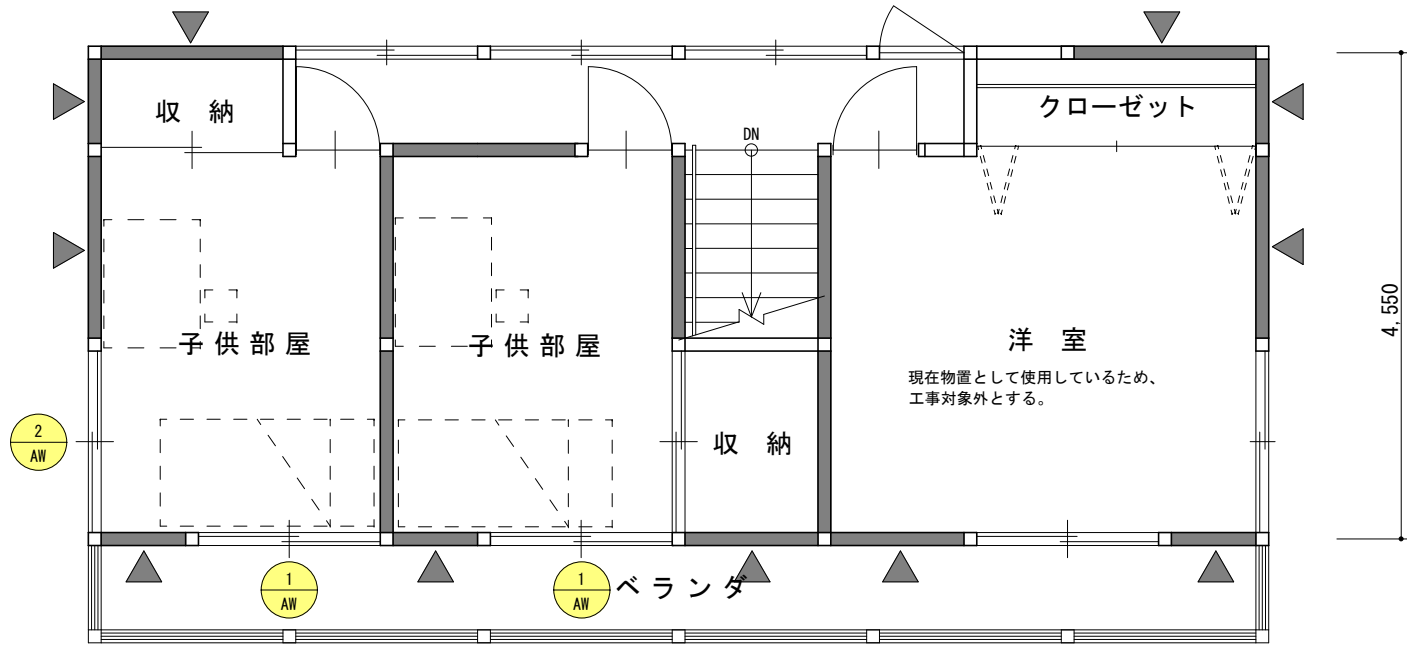 収 納
DN
クローゼット
4,550
子供部屋
子供部屋
洋 室
現在物置として使用しているため、
工事対象外とする。
2
AW
収 納
1
AW
1
AW
ベランダ